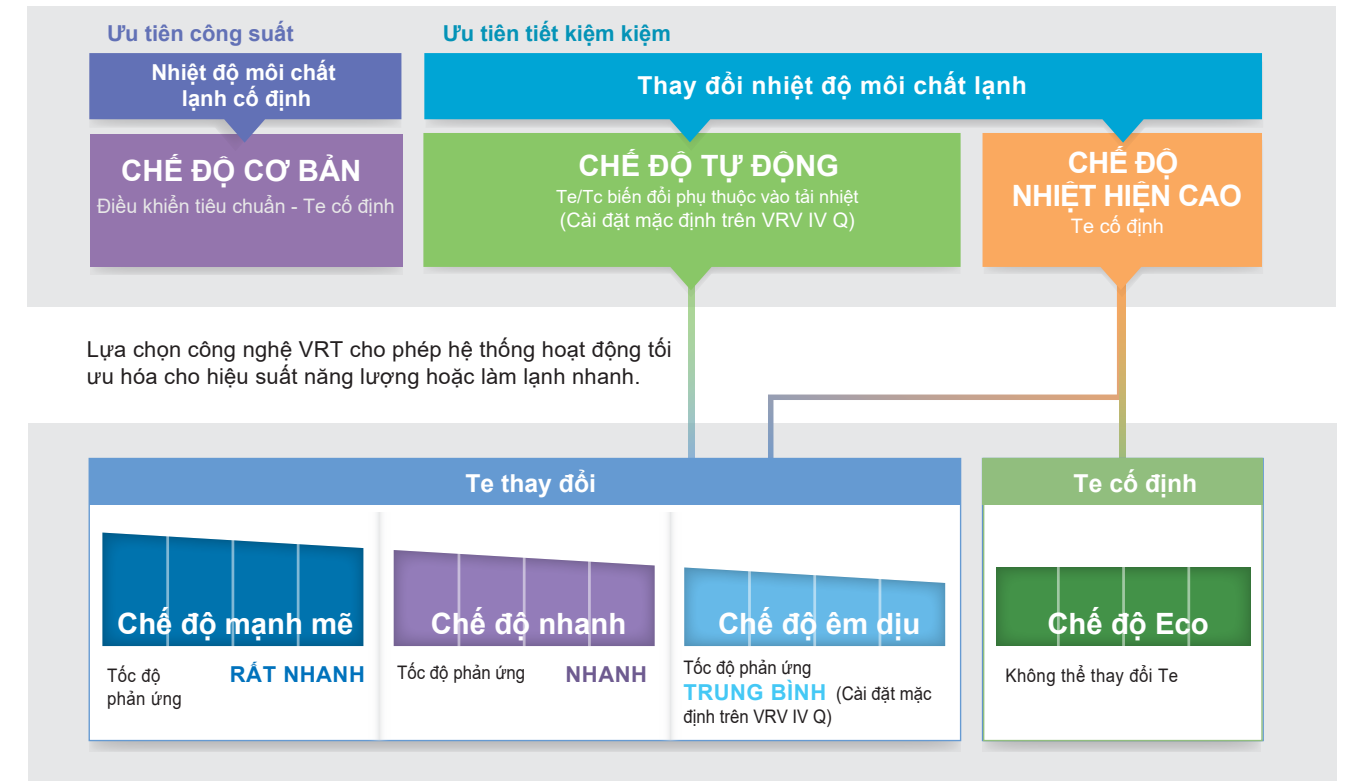 Ưu tiên công suất
Ưu tiên tiết kiệm kiệm
Nhiệt độ môi chất
lạnh cố định
Thay đổi nhiệt độ môi chất lạnh
CHẾ ĐỘ CƠ BẢN
Điều khiển tiêu chuẩn - Te cố định
CHẾ ĐỘ TỰ ĐỘNG
Te/Tc biến đổi phụ thuộc vào tải nhiệt
(Cài đặt mặc định trên VRV IV Q)
CHẾ ĐỘ
NHIỆT HIỆN CAO
Te cố định
Lựa chọn công nghệ VRT cho phép hệ thống hoạt động tối
ưu hóa cho hiệu suất năng lượng hoặc làm lạnh nhanh.
Te thay đổi
Te cố định
Chế độ mạnh mẽ
Tốc độ
phản ứng
RẤT NHANH
Chế độ nhanh
Tốc độ phản ứng
NHANH
Chế độ êm dịu
Tốc độ phản ứng
TRUNG BÌNH (Cài đặt mặc
định trên VRV IV Q)
Chế độ Eco
Không thể thay đổi Te